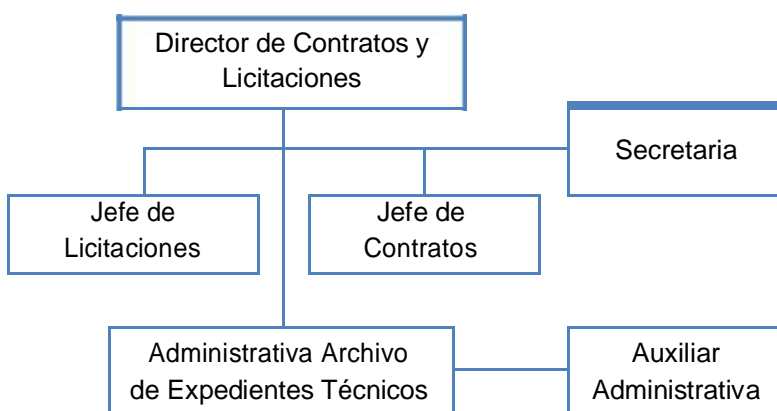 Director de Contratos y
Licitaciones
Secretaria
Jefe de
Licitaciones
Jefe de
Contratos
Administrativa Archivo
de Expedientes Técnicos
Auxiliar
Administrativa